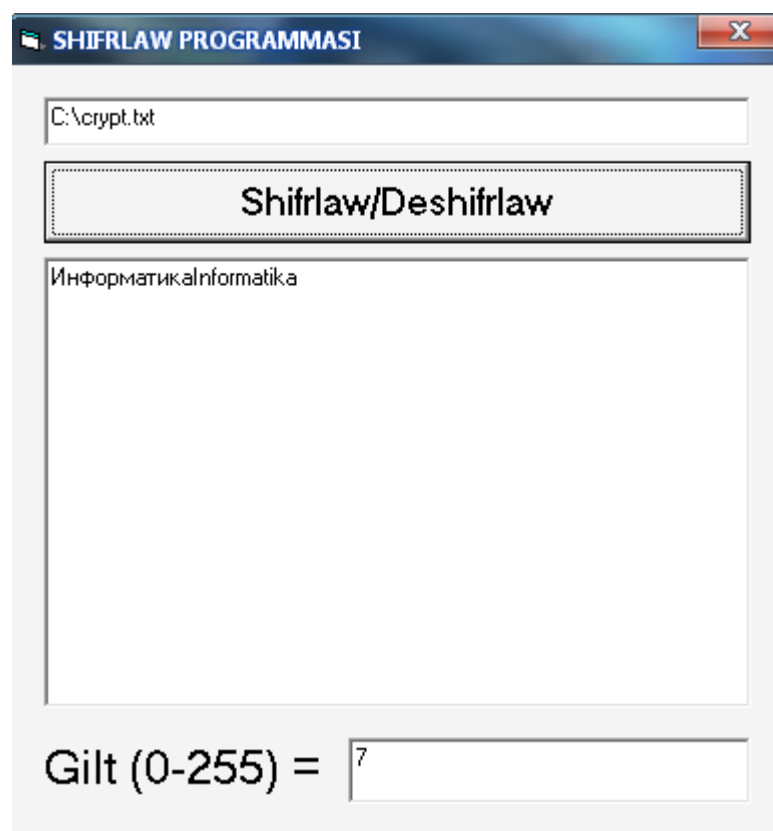 SHIFRLAW PROGRAMMASI
C:\crypt.txt
Shifrlaw/Deshifrlaw
ИнформатикаInformatika
Gilt (0-255) = 7